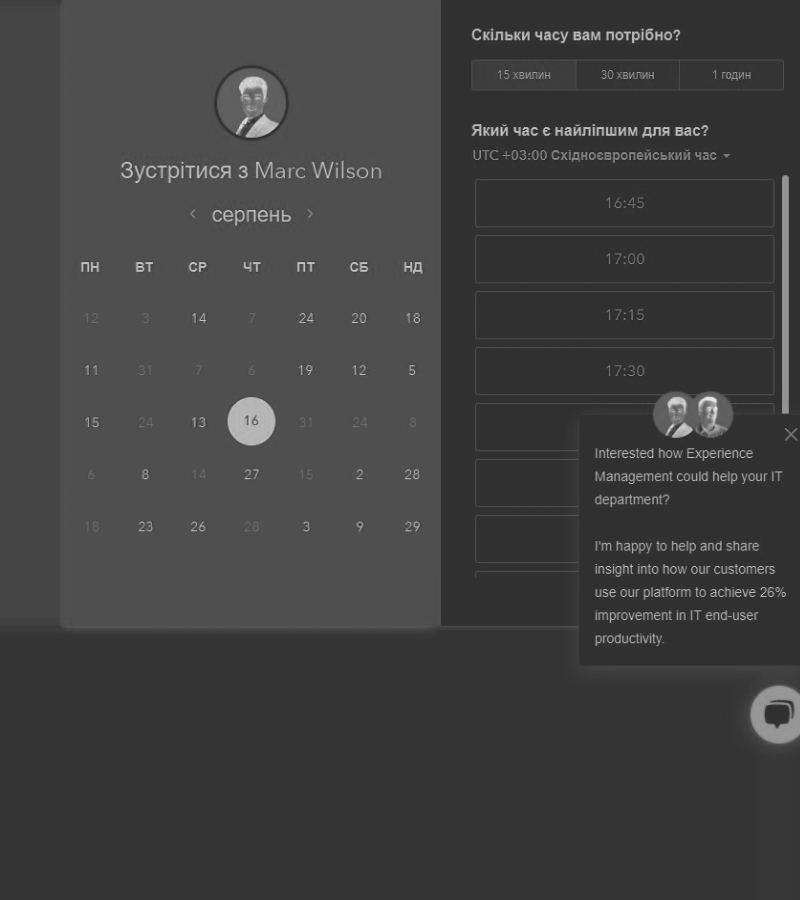 Зустрітися з Marc Wilson
серпень
ПН ВТ СР ЧТ ПТ СБ НД
12 3 14 7 24 20 18
11 31 7 6 19 12 5
15 24 13 16 31 24 8
6 8 14 27 15 2 28
18 23 26 28 3 9 29
Скільки часу вам потрібно?
15 хвилин 30 хвилин 1 годин
Який час є найліпшим для вас?
UTC +03:00 Східноєвропейський час
16:45
17:00
17:15
17:30
Interested how Experience
Management could help your IT
department?
I'm happy to help and share
insight into how our customers
use our platform to achieve 26%
improvement in IT end-user
productivity.